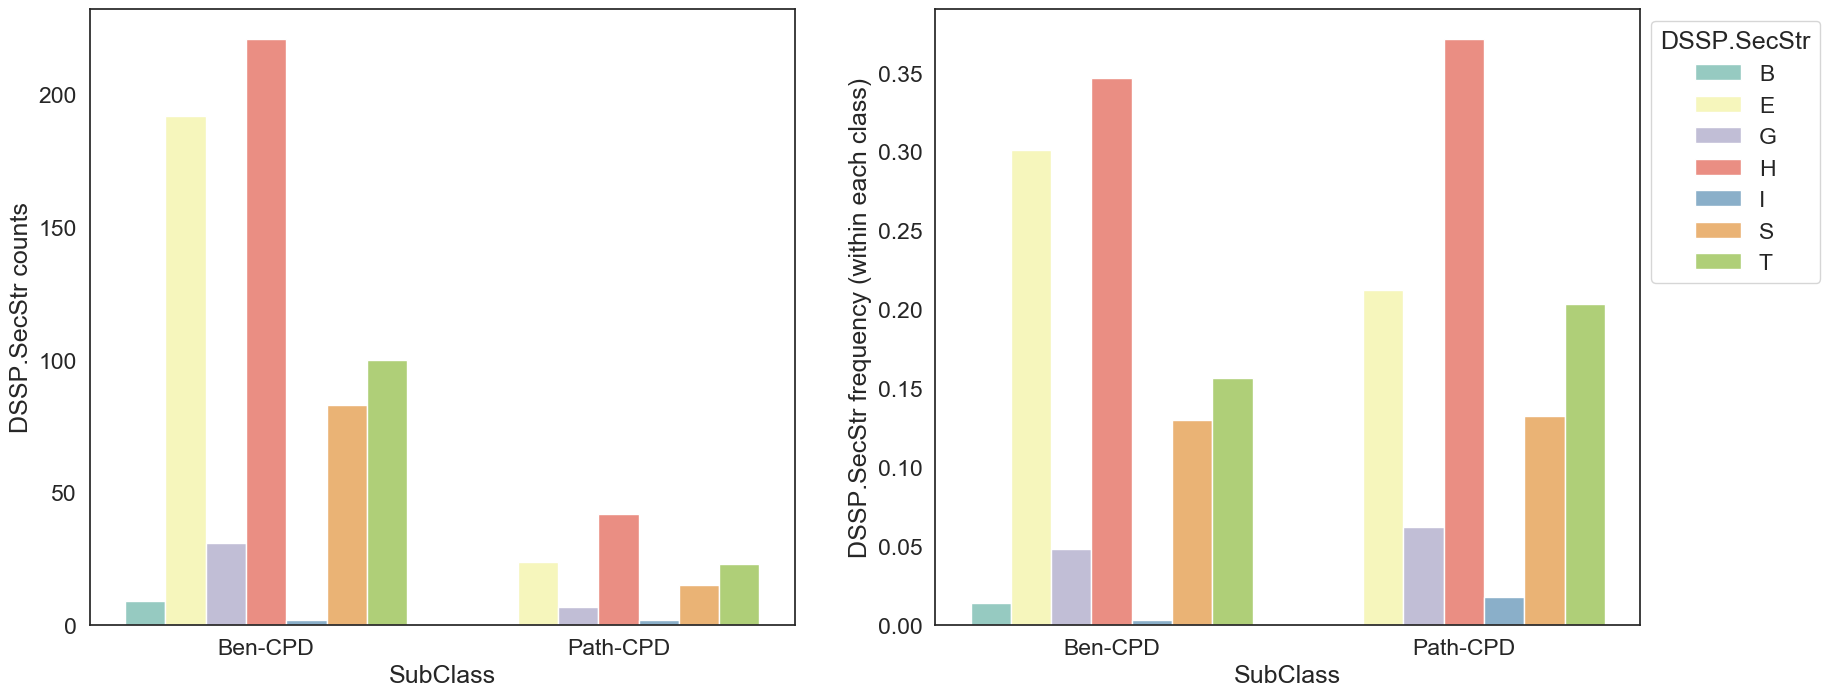 DSSP.SecStr counts
200
150
100
50
0
Ben-CPD
Path-CPD
SubClass
DSSP.SecStr frequency (within each class)
0.35
0.30
0.25
0.20
0.15
0.10
0.05
0.00
Ben-CPD
Path-CPD
SubClass
DSSP.SecStr
B
E
G
H
I
S
T